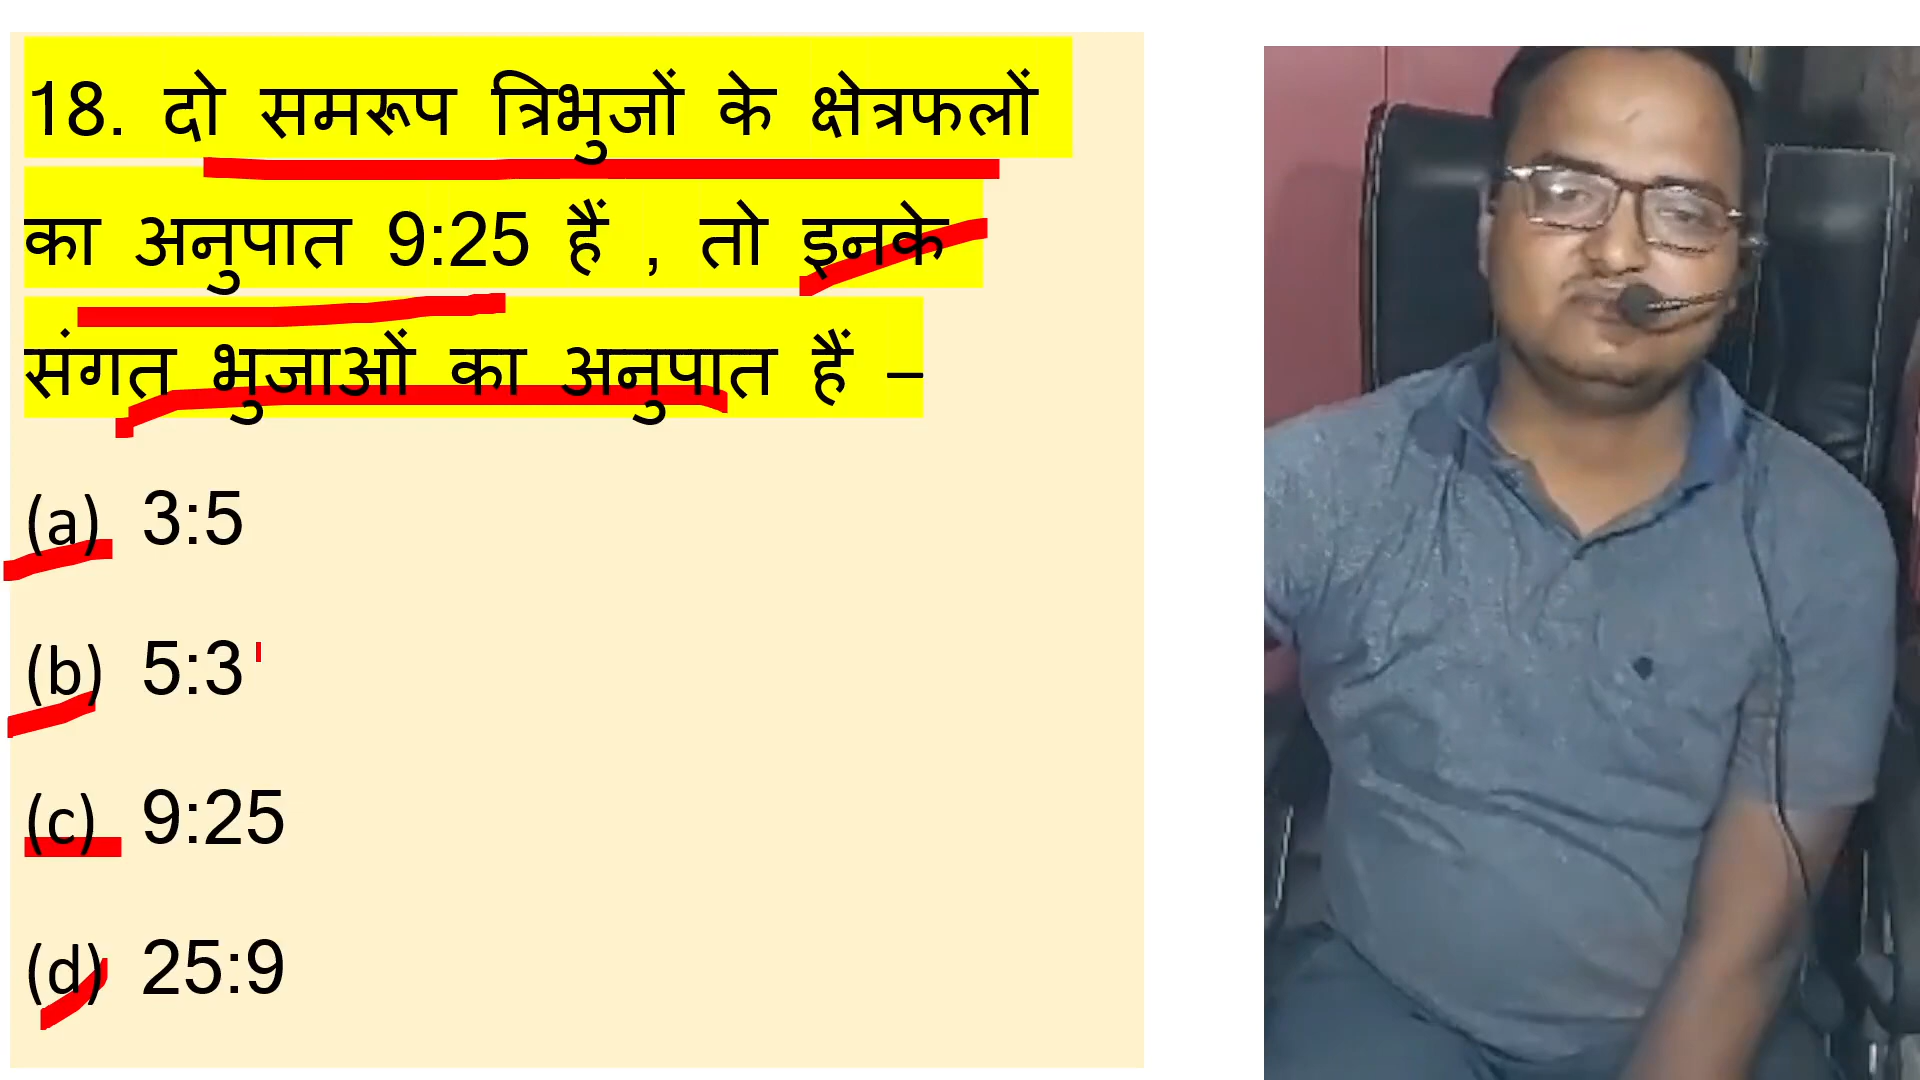 18. दो समरूप त्रिभुजों के क्षेत्रफलों
का अनुपात 9:25 हैं , तो इनके
संगत भुजाओं का अनुपात हैं –
(a) 3:5
(b) 5:3
(c) 9:25
(d) 25:9